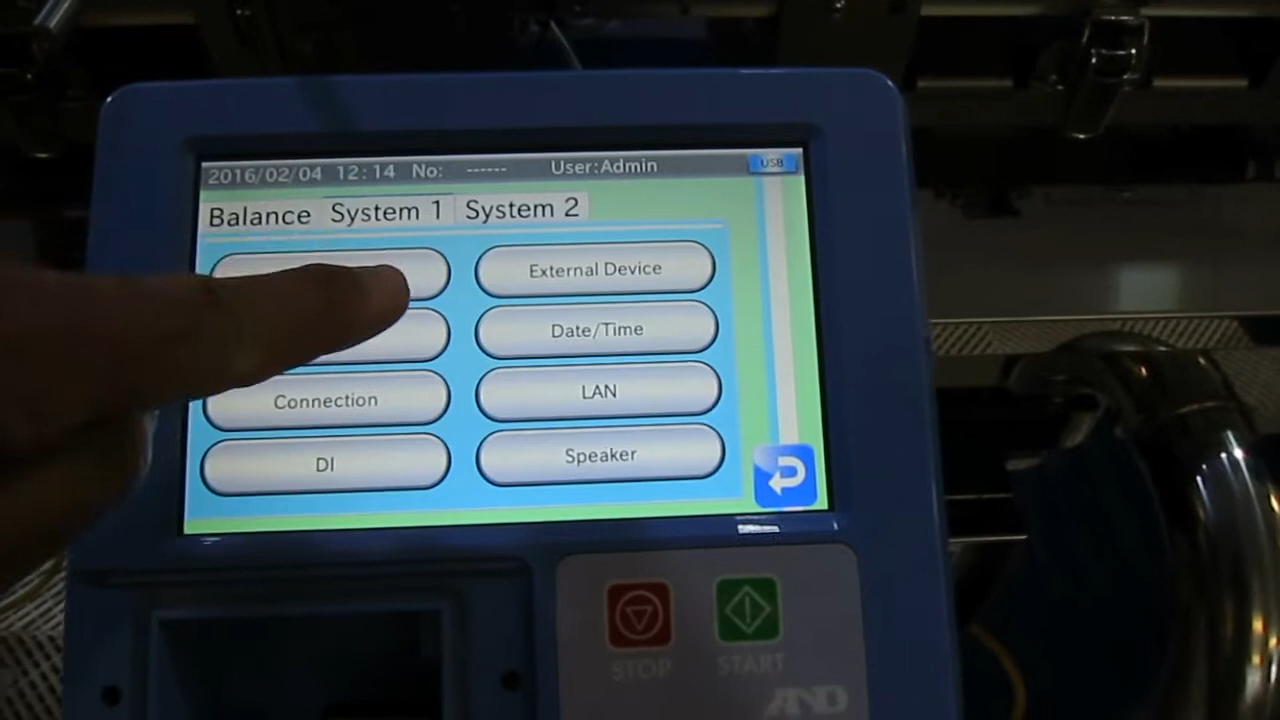 2016/02/04 12:14 No: ------ User:Admin USB
Balance System 1 System 2
External Device
Date/Time
Connection LAN
DI Speaker
STOP START
AND